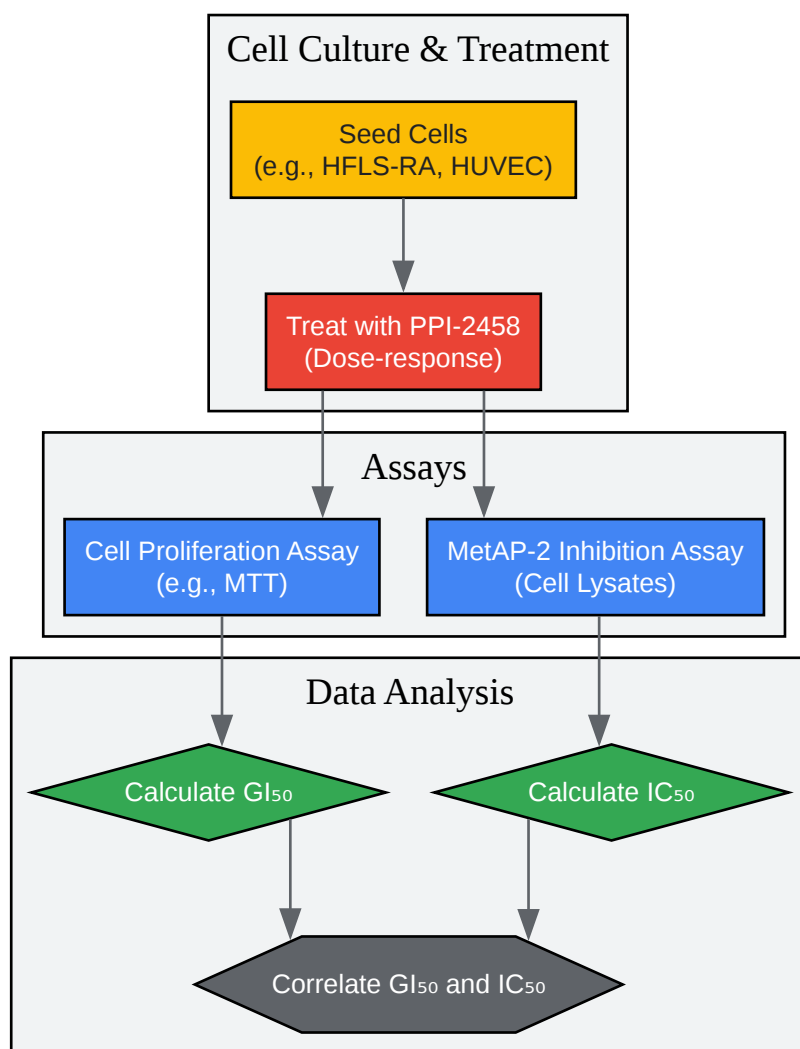 Cell Culture & Treatment
Seed Cells
(e.g., HFLS-RA, HUVEC)
Treat with PPI-2458
(Dose-response)
Assays
Cell Proliferation Assay
(e.g., MTT)
MetAP-2 Inhibition Assay
(Cell Lysates)
Data Analysis
Calculate GI₅₀
Calculate IC₅₀
Correlate GI₅₀ and IC₅₀